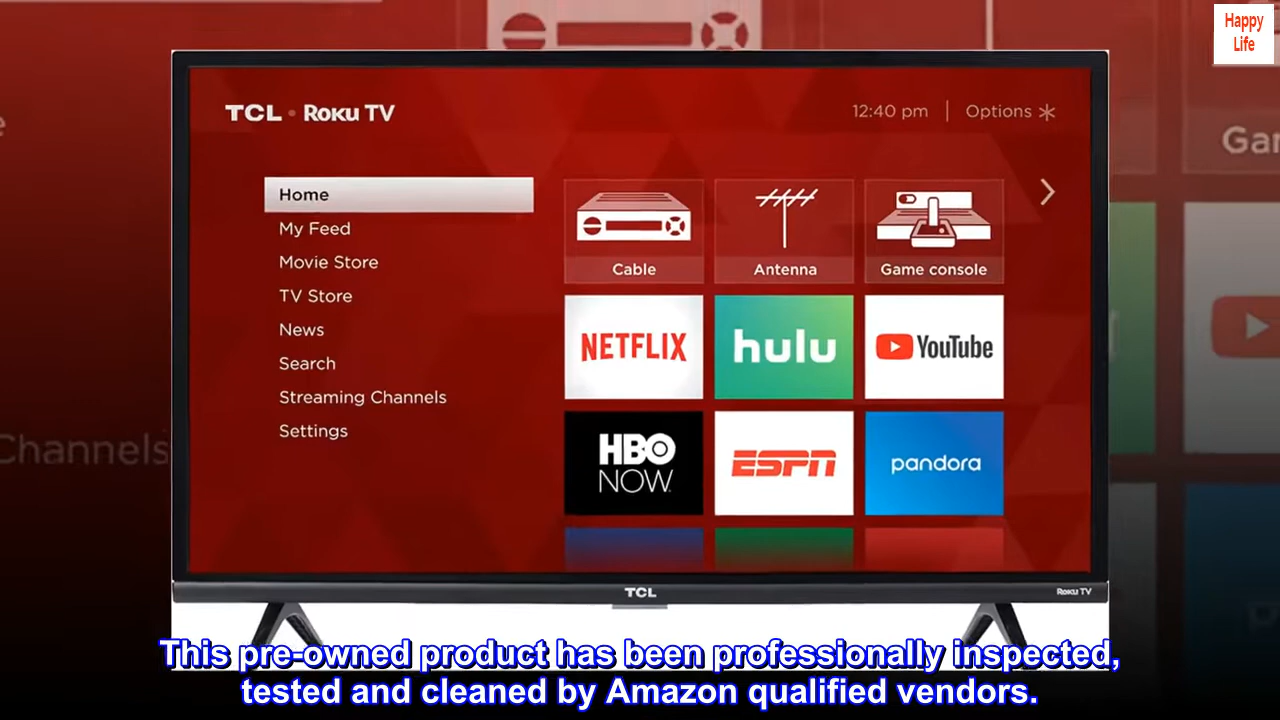 Happy
Life
TCL • Roku TV
12:40 pm | Options
Home
My Feed
Movie Store
TV Store
News
Search
Streaming Channels
Settings
Cable
Antenna
Game console
NETFLIX
hulu
YouTube
HBO
NOW
ESPN
pandora
TCL
Roku TV
Channels
This pre-owned product has been professionally inspected,
tested and cleaned by Amazon qualified vendors.